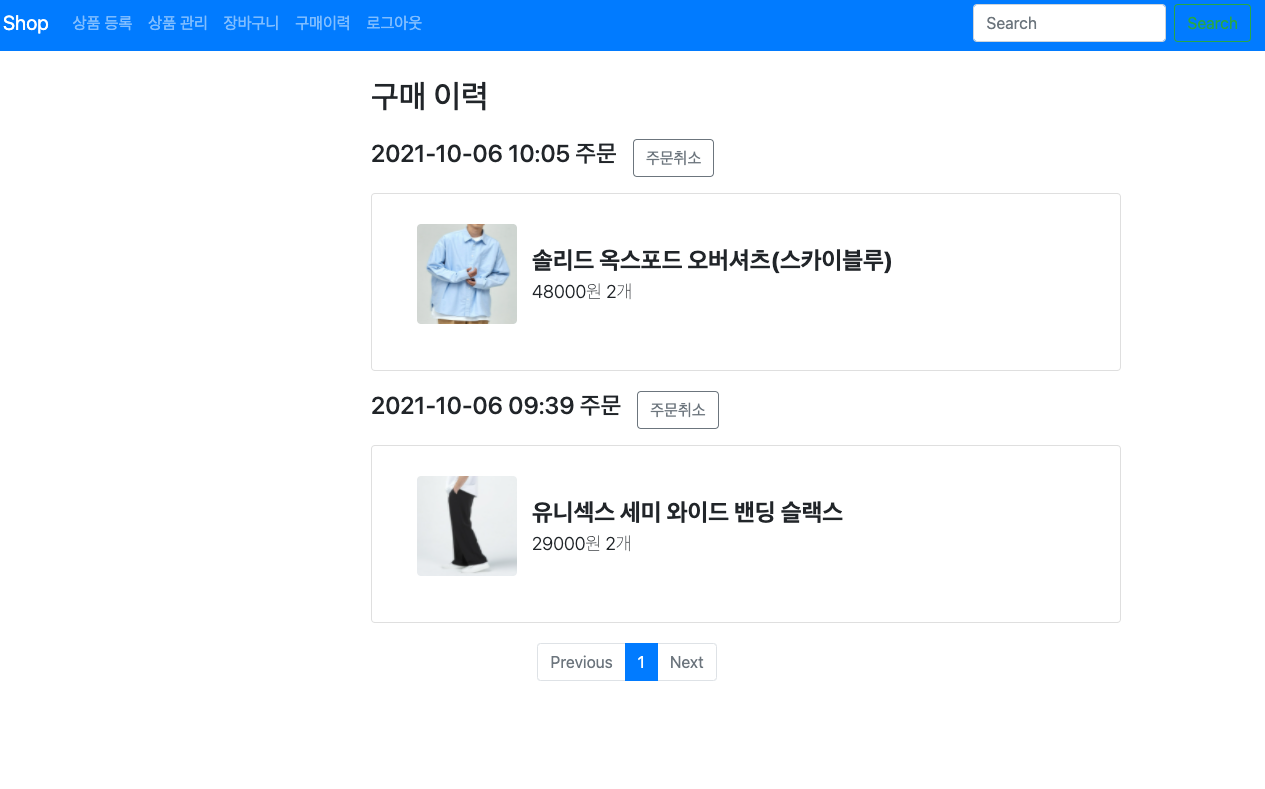 Shop 상품 등록 상품 관리 장바구니 구매이력 로그아웃 Search Search
구매 이력
2021-10-06 10:05 주문 주문취소
솔리드 옥스포드 오버셔츠(스카이블루)
48000원 2개
2021-10-06 09:39 주문 주문취소
유니섹스 세미 와이드 밴딩 슬랙스
29000원 2개
Previous 1 Next